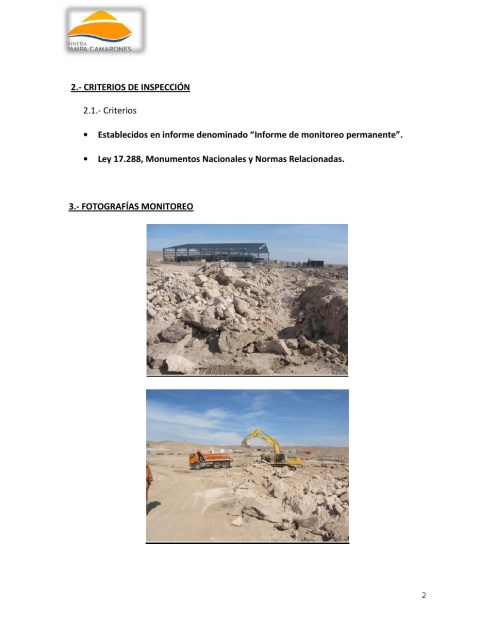 MINERA
PAMPA CAMARONES
2.- CRITERIOS DE INSPECCIÓN
2.1.- Criterios
• Establecidos en informe denominado “Informe de monitoreo permanente”.
• Ley 17.288, Monumentos Nacionales y Normas Relacionadas.
3.- FOTOGRAFÍAS MONITOREO
2